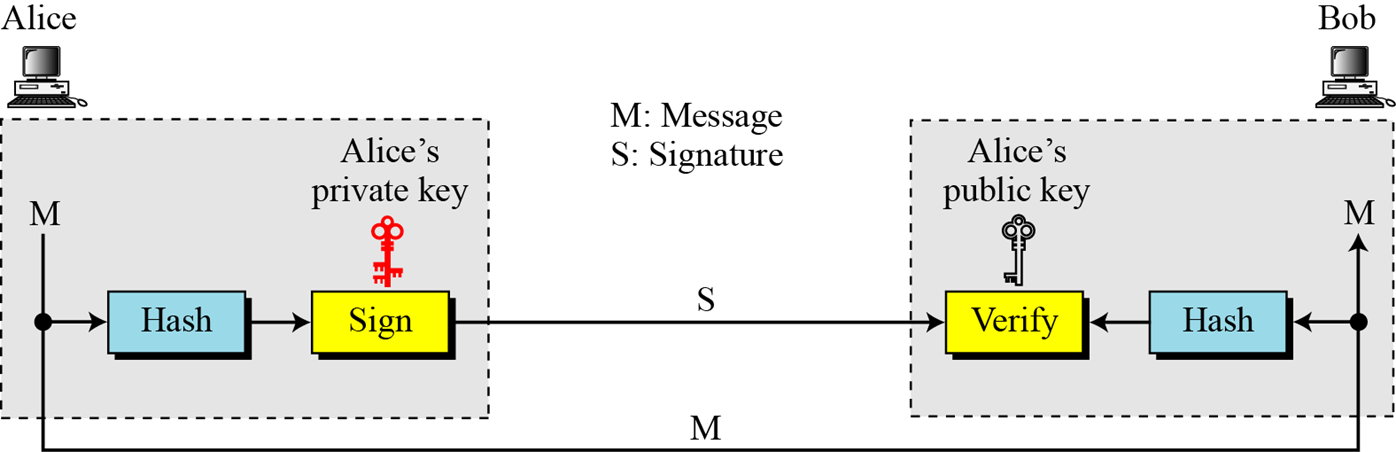 Alice
Bob
M: Message
S: Signature
Alice’s
private key
Alice’s
public key
M
M
Hash
Sign
S
Verify
Hash
M